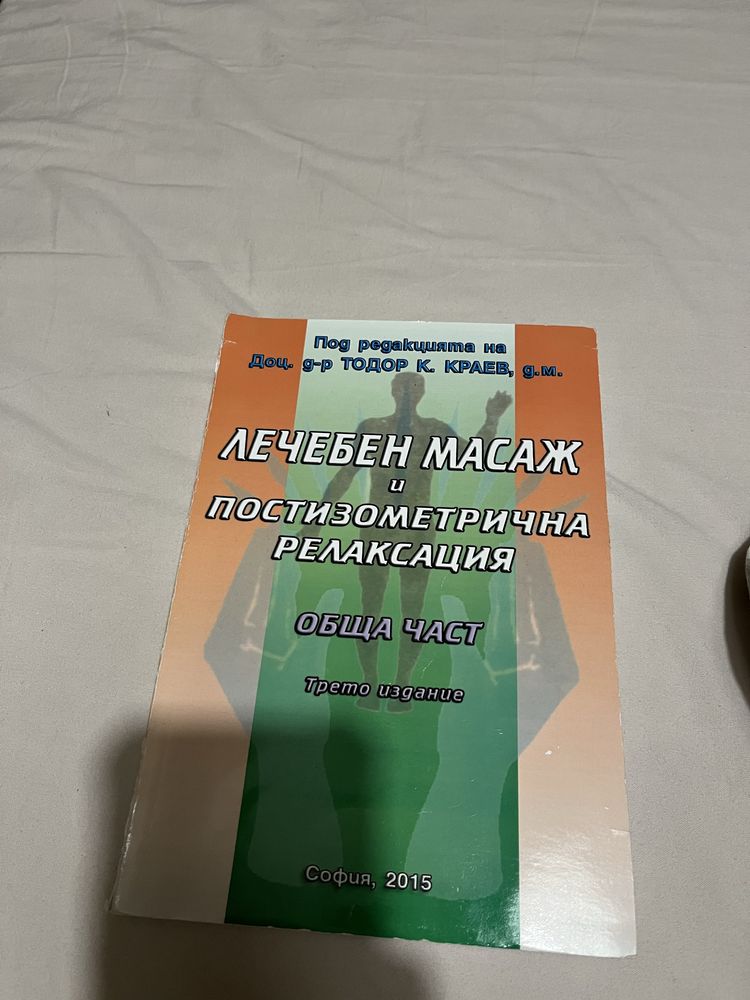 Под редакцията на
Доц. д-р ТОДОР К. КРАЕВ, д.м.
ЛЕЧЕБЕН МАСАЖ
и
ПОСТИЗОМЕТРИЧНА
РЕЛАКСАЦИЯ
ОБЩА ЧАСТ
Трето издание
София, 2015